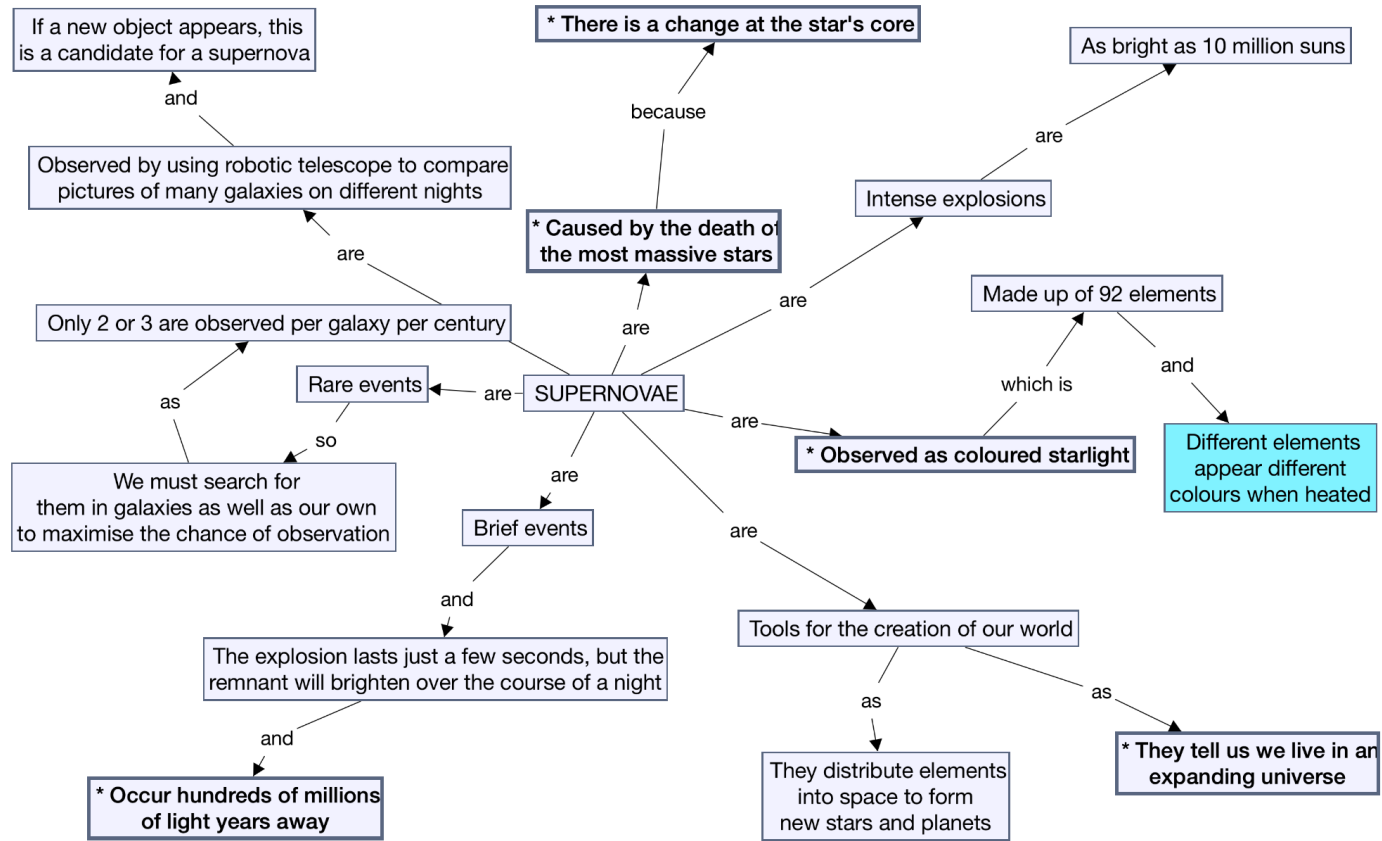 If a new object appears, this
is a candidate for a supernova
and
Observed by using robotic telescope to compare
pictures of many galaxies on different nights
are
Only 2 or 3 are observed per galaxy per century
as
We must search for
them in galaxies as well as our own
to maximise the chance of observation
so
Rare events
are
SUPERNOVAE
are
* Caused by the death of
the most massive stars
because
* There is a change at the star's core
are
Intense explosions
are
As bright as 10 million suns
are
* Observed as coloured starlight
which is
Made up of 92 elements
and
Different elements
appear different
colours when heated
are
Brief events
and
The explosion lasts just a few seconds, but the
remnant will brighten over the course of a night
and
* Occur hundreds of millions
of light years away
are
Tools for the creation of our world
as
They distribute elements
into space to form
new stars and planets
as
* They tell us we live in an
expanding universe